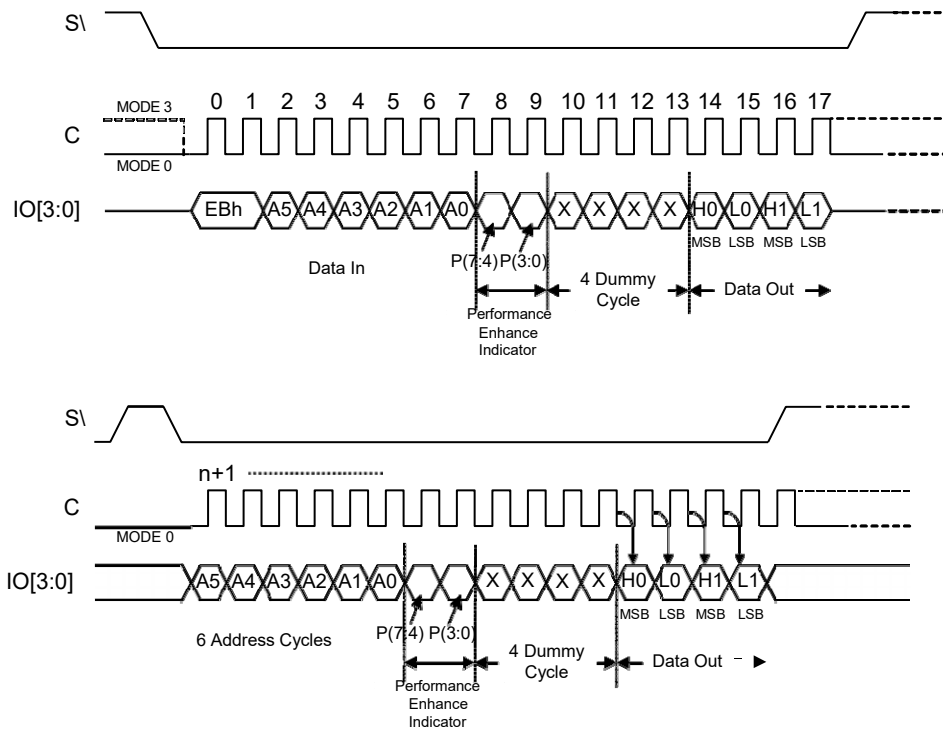 S\
0 1 2 3 4 5 6 7 8 9 10 11 12 13 14 15 16 17
MODE 3
C
MODE 0
IO[3:0]
EBh A5 A4 A3 A2 A1 A0 X X X X H0 L0 H1 L1
MSB LSB MSB LSB
P(7:4) P(3:0)
Data In
4 Dummy
Cycle
Data Out
Performance
Enhance
Indicator
S\
n+1
C
MODE 0
IO[3:0]
A5 A4 A3 A2 A1 A0 X X X X H0 L0 H1 L1
MSB LSB MSB LSB
6 Address Cycles
P(7:4) P(3:0)
4 Dummy
Cycle
Data Out
Performance
Enhance
Indicator